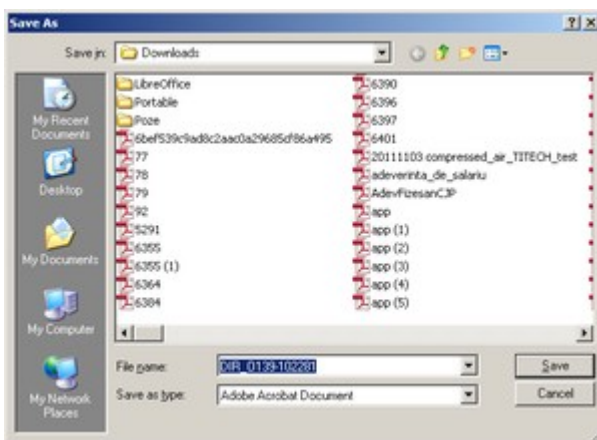 Save As
Save in:
Downloads
My Recent
Documents
Desktop
My Documents
My Computer
My Network
Places
LibreOffice
Portable
Poze
6bef539c9ad8c2aac0a29685df86a495
77
78
79
92
5291
6355
6355 (1)
6364
6384
6390
6396
6397
6401
20111103 compressed_air_TITECH_test
adeverinta_de_salariu
AdevFizesanCJP
app
app (1)
app (2)
app (3)
app (4)
app (5)
File name:
DIR_0139-102281
Save
Save as type:
Adobe Acrobat Document
Cancel